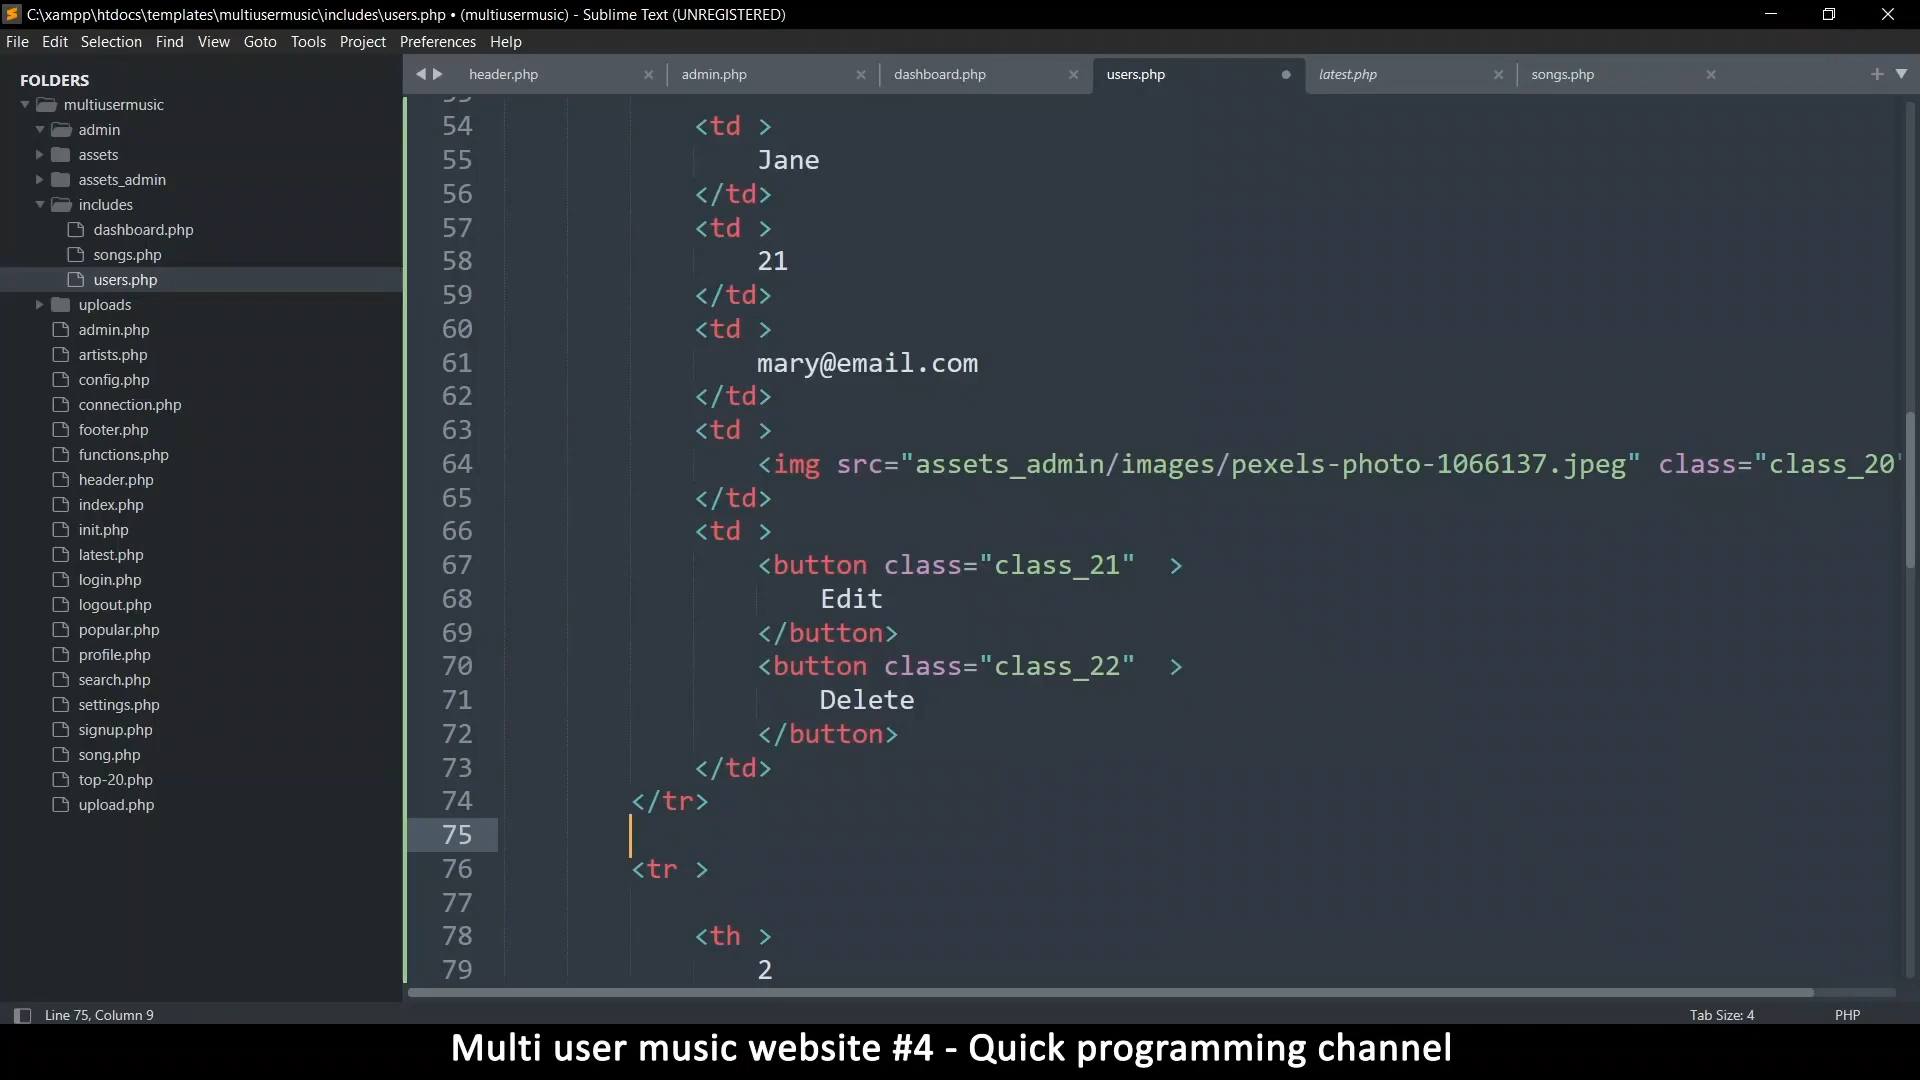 C:\xampp\htdocs\templates\multiusermusic\includes\users.php • (multiusermusic) - Sublime Text (UNREGISTERED)
File Edit Selection Find View Goto Tools Project Preferences Help
FOLDERS
multiusermusic
admin
assets
assets_admin
includes
dashboard.php
songs.php
users.php
uploads
admin.php
artists.php
config.php
connection.php
footer.php
functions.php
header.php
index.php
init.php
latest.php
login.php
logout.php
popular.php
profile.php
search.php
settings.php
signup.php
song.php
top-20.php
upload.php
header.php admin.php dashboard.php users.php latest.php songs.php
54 <td >
55 Jane
56 </td>
57 <td >
58 21
59 </td>
60 <td >
61 mary@email.com
62 </td>
63 <td >
64 <img src="assets_admin/images/pexels-photo-1066137.jpeg" class="class_20"
65 </td>
66 <td >
67 <button class="class_21" >
68 Edit
69 </button>
70 <button class="class_22" >
71 Delete
72 </button>
73 </td>
74 </tr>
75
76 <tr >
77
78 <th >
79 2
Line 75, Column 9 Tab Size: 4 PHP
Multi user music website #4 - Quick programming channel